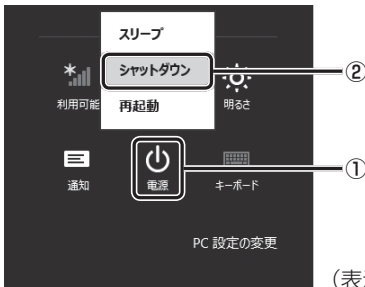 スリープ
シャットダウン
②
利用可能
再起動
明るさ
①
通知
電源
キーボード
PC 設定の変更
（表